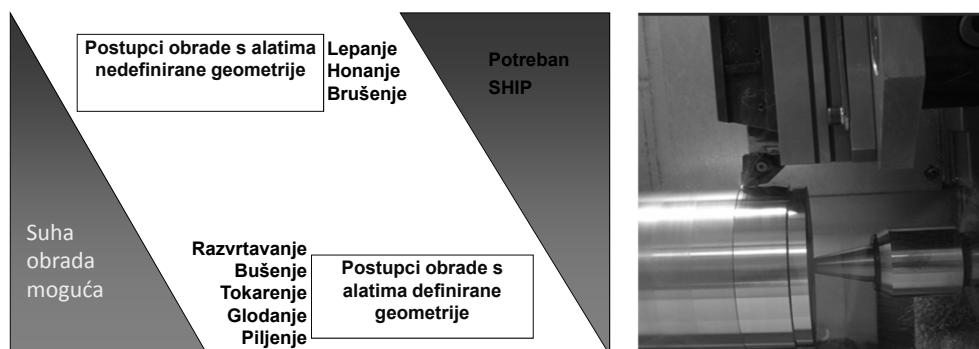 Postupci obrade s alatima
nedefinirane geometrije
Lepanje
Honanje
Brušenje
Potreban
SHIP
Suha
obrada
moguća
Razvrtavanje
Bušenje
Tokarenje
Glodanje
Piljenje
Postupci obrade s
alatima definirane
geometrije